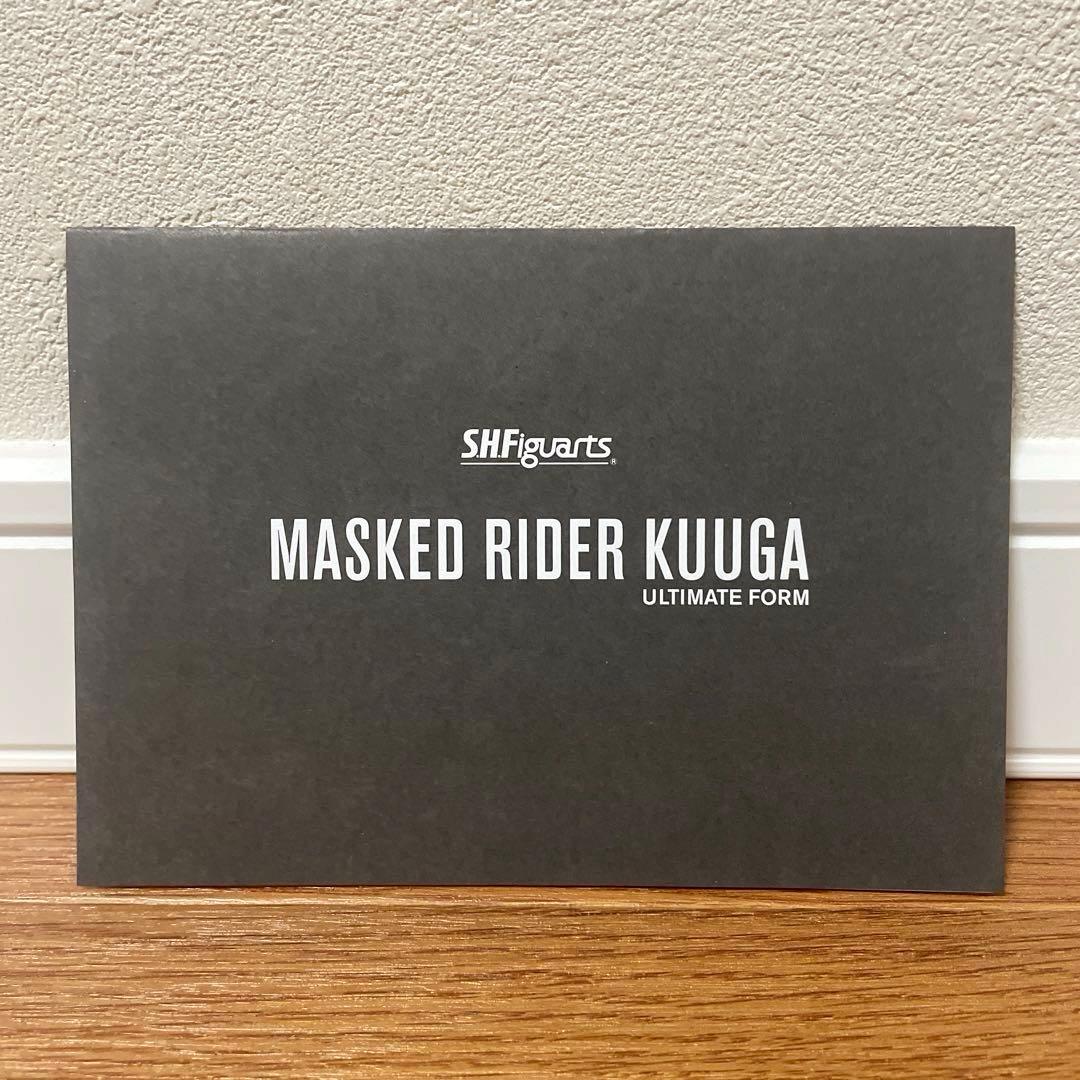 S.H.Figuarts®
MASKED RIDER KUUGA
ULTIMATE FORM